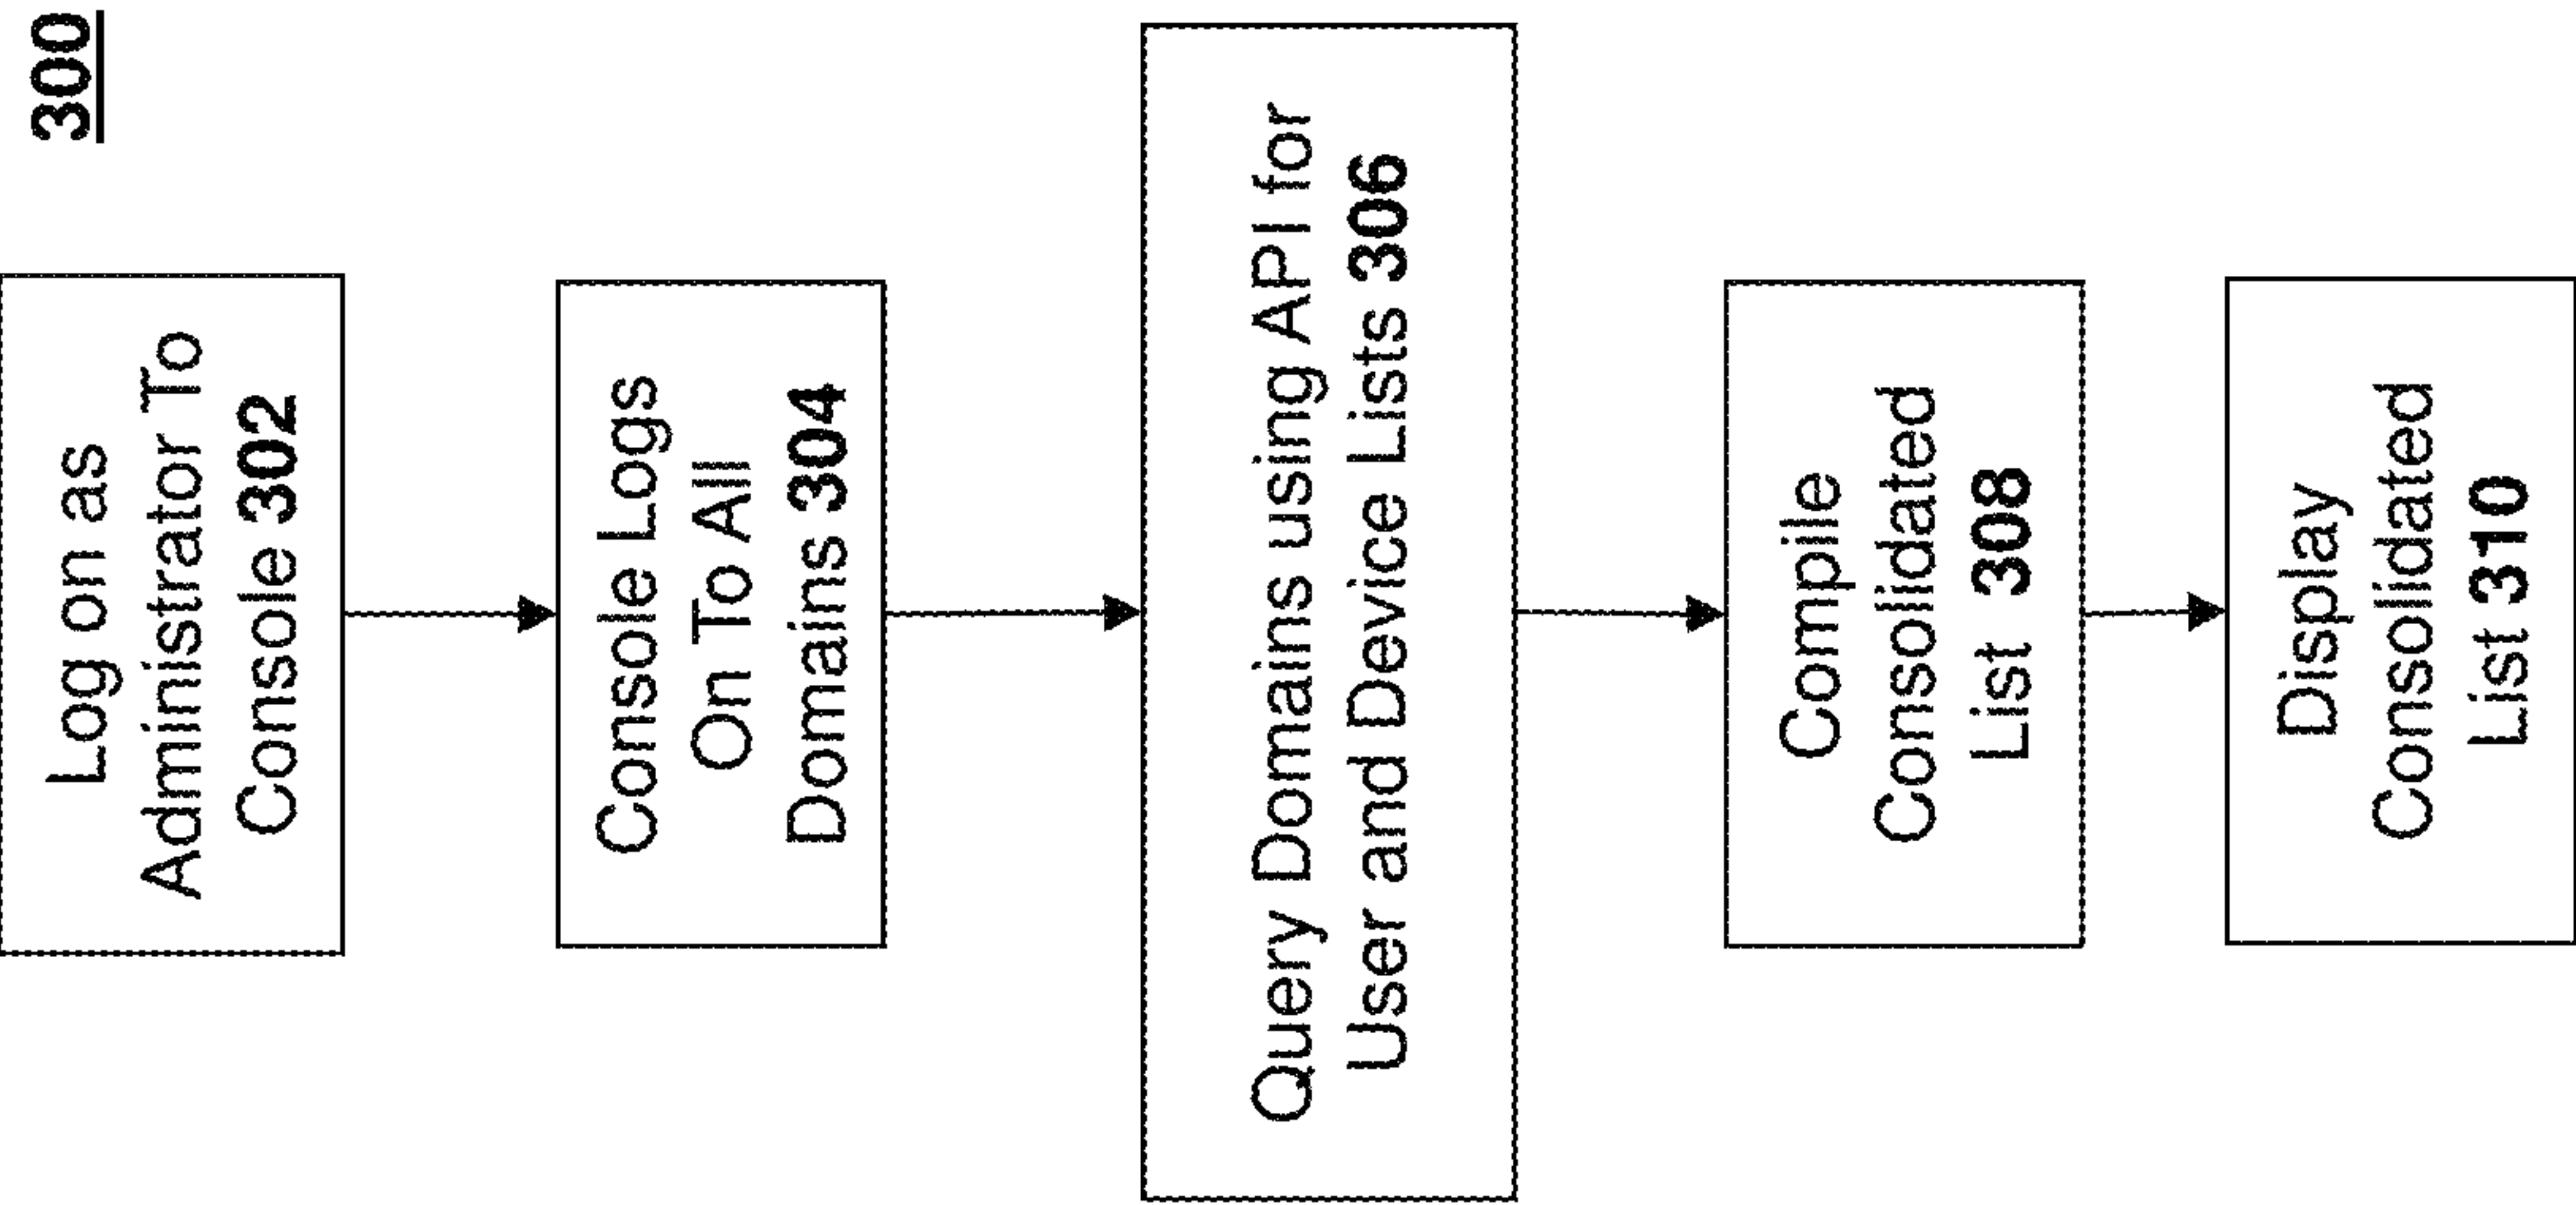 300
Log on as
Administrator To
Console 302
Console Logs
On To All
Domains 304
Query Domains using API for
User and Device Lists 306
Compile
Consolidated
List 308
Display
Consolidated
List 310